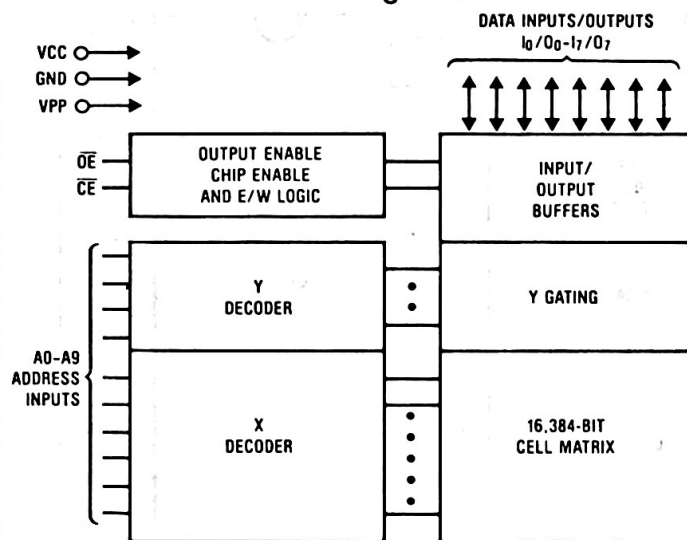 DATA INPUTS/OUTPUTS
I0/O0-I7/O7
VCC
GND
VPP
OE
CE
OUTPUT ENABLE
CHIP ENABLE
AND E/W LOGIC
INPUT/
OUTPUT
BUFFERS
Y
DECODER
Y GATING
A0-A9
ADDRESS
INPUTS
X
DECODER
16,384-BIT
CELL MATRIX